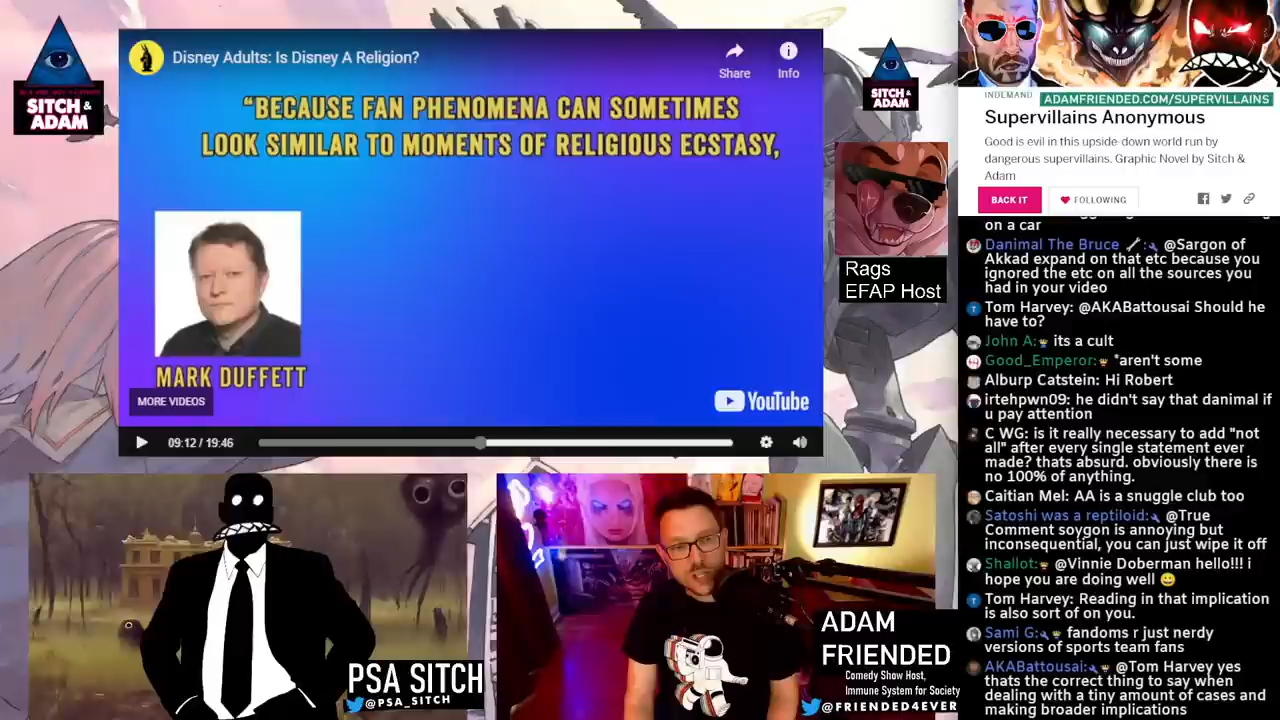 Disney Adults: Is Disney A Religion?
Share
Info
“BECAUSE FAN PHENOMENA CAN SOMETIMES
LOOK SIMILAR TO MOMENTS OF RELIGIOUS ECSTASY,
MARK DUFFETT
MORE VIDEOS
YouTube
09:12 / 19:46
SITCH &
ADAM
SITCH &
ADAM
Rags
EFAP Host
PSA SITCH
@PSA_SITCH
ADAM
FRIENDED
Comedy Show Host,
Immune System for Society
@FRIENDED4EVER
INDEMAND
ADAMFRIENDED.COM/SUPERVILLAINS
Supervillains Anonymous
Good is evil in this upside-down world run by
dangerous supervillains. Graphic Novel by Sitch &
Adam
BACK IT
FOLLOWING
on a car
Danimal The Bruce : @Sargon of
Akkad expand on that etc because you
ignored the etc on all the sources you
had in your video
Tom Harvey: @AKABattousai Should he
have to?
John A: its a cult
Good_Emperor: *aren't some
Alburp Catstein: Hi Robert
irtehpwn09: he didn't say that danimal if
u pay attention
C WG: is it really necessary to add "not
all" after every single statement ever
made? thats absurd. obviously there is
no 100% of anything.
Caitian Mel: AA is a snuggle club too
Satoshi was a reptiloid: @True
Comment soygon is annoying but
inconsequential, you can just wipe it off
Shallot: @Vinnie Doberman hello!!! i
hope you are doing well 😀
Tom Harvey: Reading in that implication
is also sort of on you.
Sami G: fandoms r just nerdy
versions of sports team fans
AKABattousai: @Tom Harvey yes
thats the correct thing to say when
dealing with a tiny amount of cases and
making broader implications